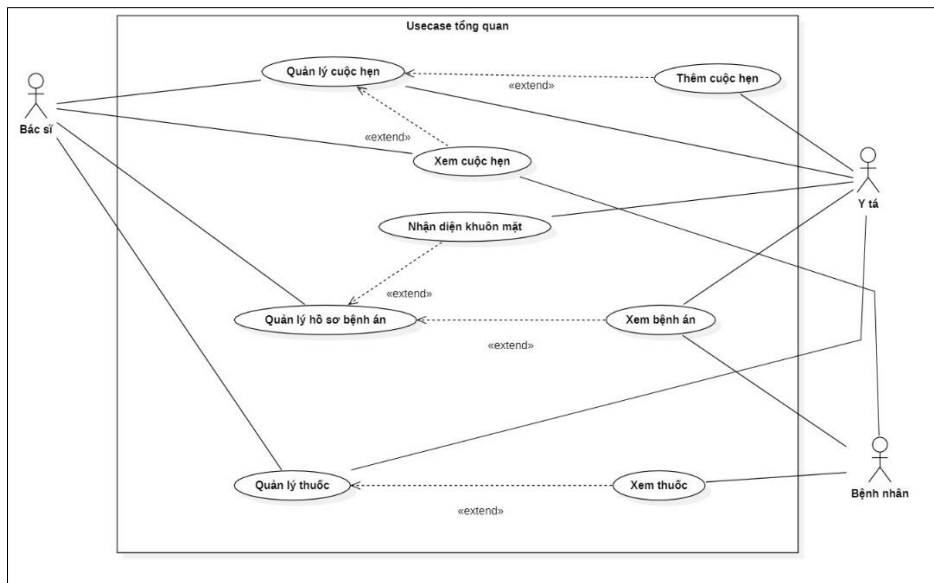 Usecase tổng quan
Quản lý cuộc hẹn
Thêm cuộc hẹn
«extend»
Bác sĩ
«extend»
Xem cuộc hẹn
Y tá
Nhận diện khuôn mặt
«extend»
Quản lý hồ sơ bệnh án
Xem bệnh án
«extend»
Quản lý thuốc
Xem thuốc
Bệnh nhân
«extend»